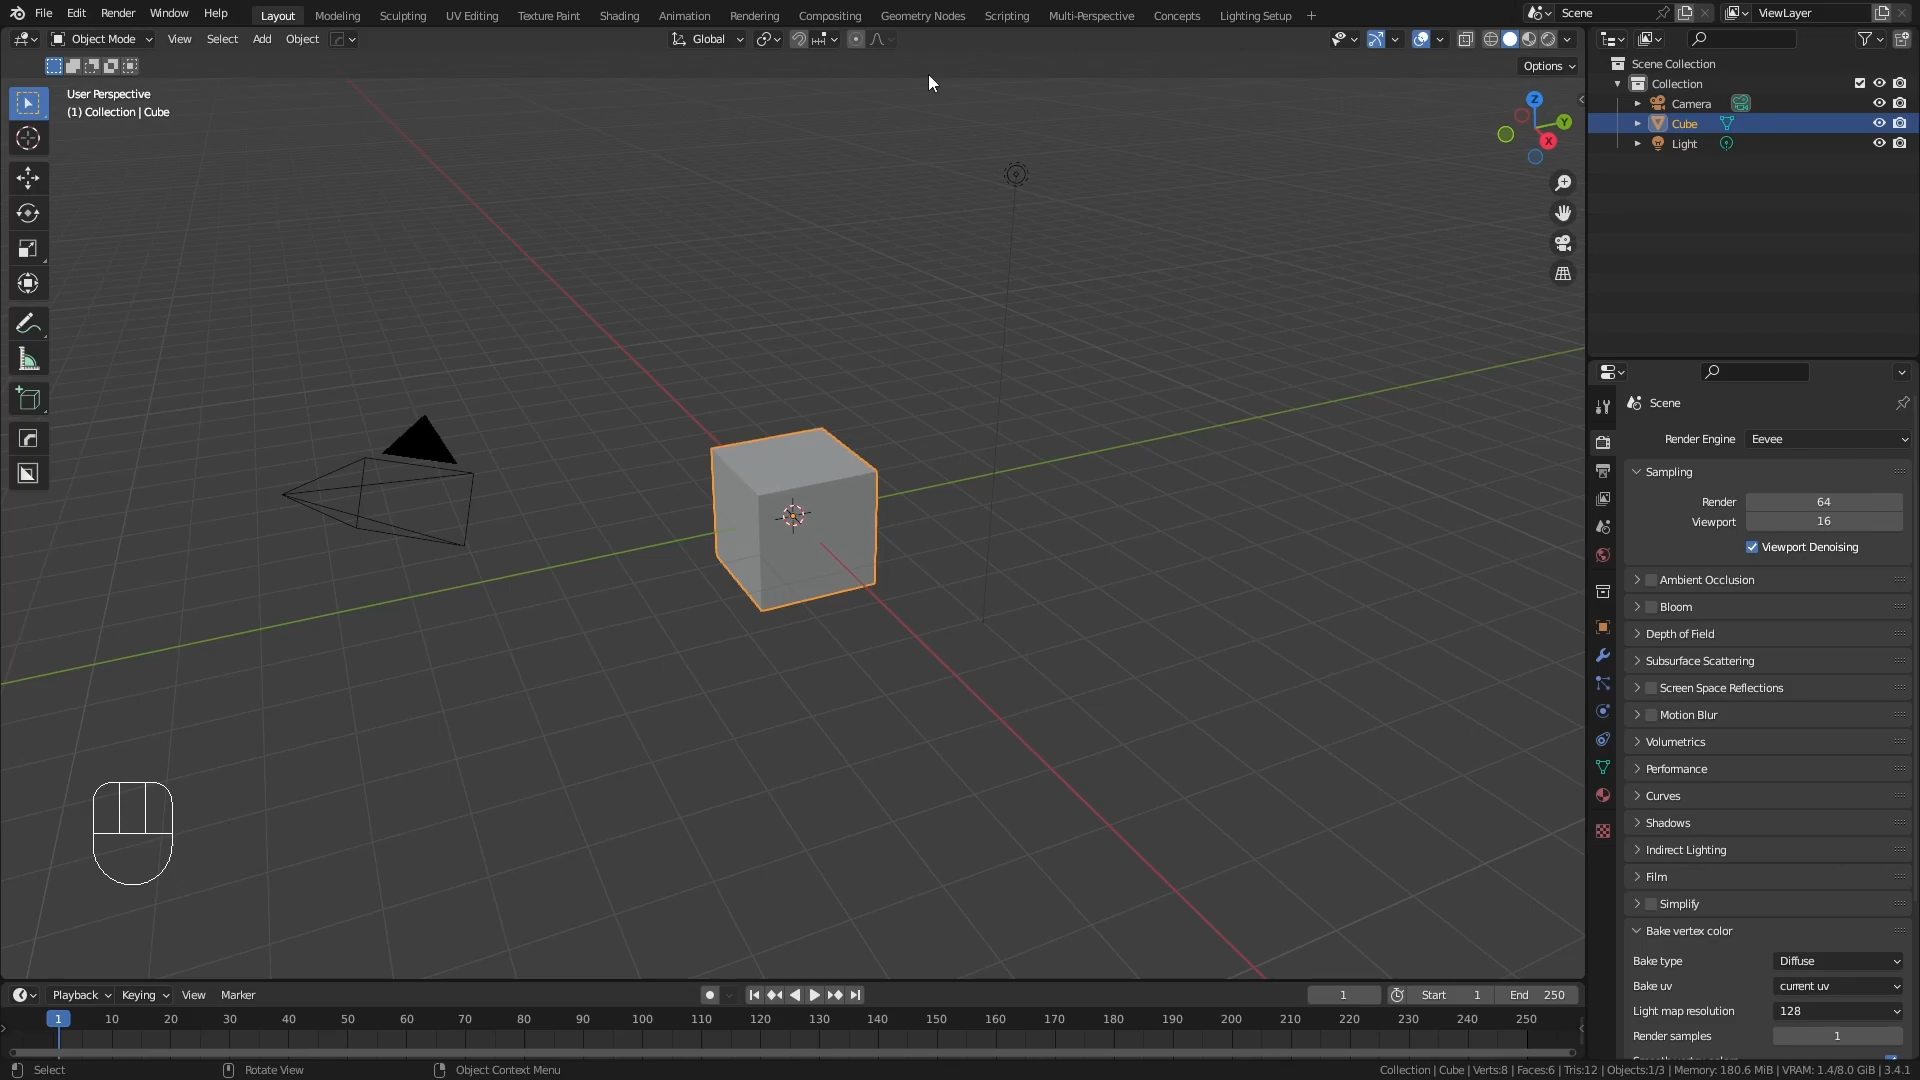 File Edit Render Window Help Layout Modeling Sculpting UV Editing Texture Paint Shading Animation Rendering Compositing Geometry Nodes Scripting Multi-Perspective Concepts Lighting Setup + Scene ViewLayer
Object Mode View Select Add Object Global
Options
User Perspective
(1) Collection | Cube
Z
Y
X
Scene Collection
Collection
Camera
Cube
Light
Scene
Render Engine Eevee
Sampling
Render 64
Viewport 16
Viewport Denoising
Ambient Occlusion
Bloom
Depth of Field
Subsurface Scattering
Screen Space Reflections
Motion Blur
Volumetrics
Performance
Curves
Shadows
Indirect Lighting
Film
Simplify
Bake vertex color
Bake type Diffuse
Bake uv current uv
Light map resolution 128
Render samples 1
Playback Keying View Marker 1 Start 1 End 250
1 10 20 30 40 50 60 70 80 90 100 110 120 130 140 150 160 170 180 190 200 210 220 230 240 250
Select Rotate View Object Context Menu Collection | Cube | Verts:8 | Faces:6 | Tris:12 | Objects:1/3 | Memory: 180.6 MiB | VRAM: 1.4/8.0 GiB | 3.4.1